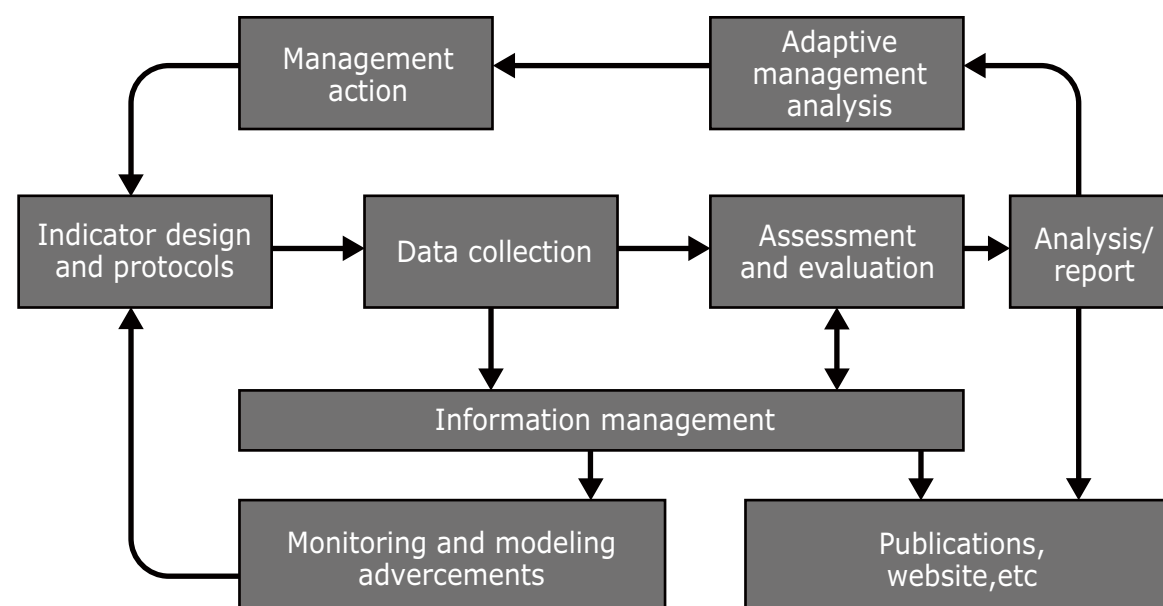 Management
action
Adaptive
management
analysis
Indicator design
and protocols
Data collection
Assessment
and evaluation
Analysis/
report
Information management
Monitoring and modeling
advercements
Publications,
website,etc